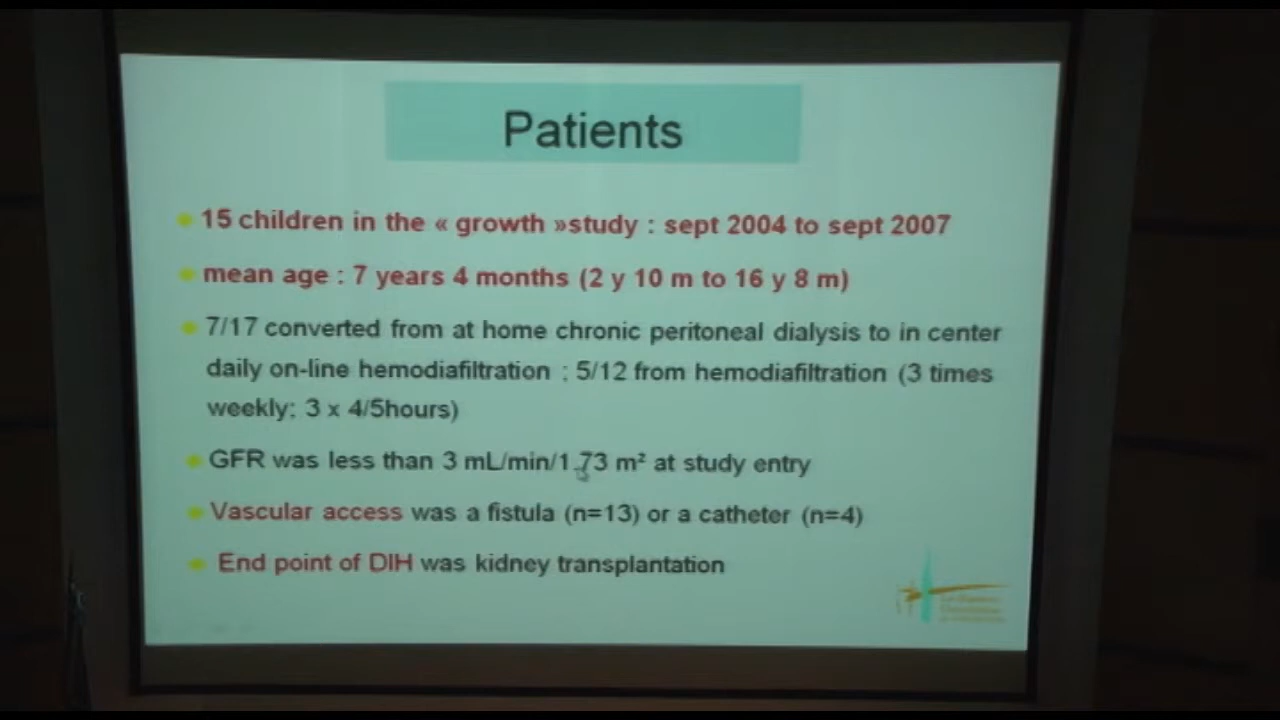 Patients
15 children in the « growth »study : sept 2004 to sept 2007
mean age : 7 years 4 months (2 y 10 m to 16 y 8 m)
7/17 converted from at home chronic peritoneal dialysis to in center
daily on-line hemodiafiltration : 5/12 from hemodiafiltration (3 times
weekly: 3 x 4/5hours)
GFR was less than 3 mL/min/1.73 m² at study entry
Vascular access was a fistula (n=13) or a catheter (n=4)
End point of DIH was kidney transplantation